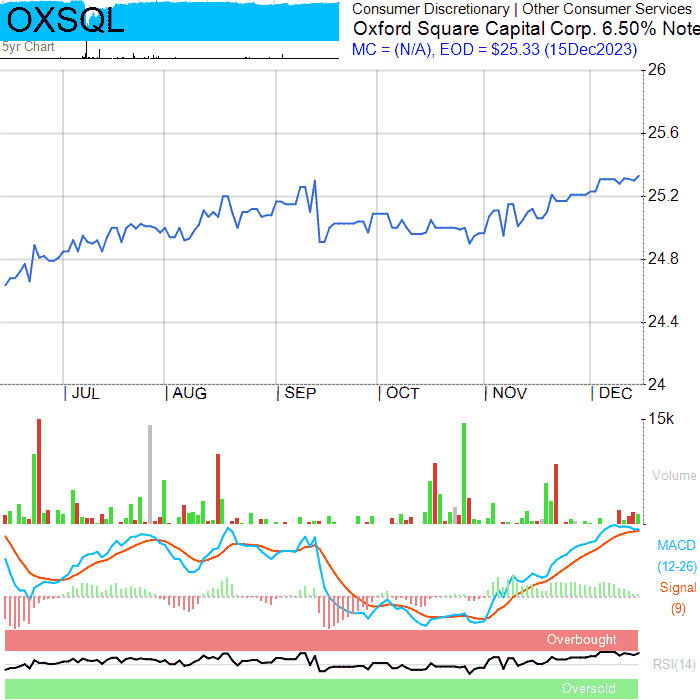 OXSQL
5yr Chart
Consumer Discretionary | Other Consumer Services
Oxford Square Capital Corp. 6.50% Note
MC = (N/A), EOD = $25.33 (15Dec2023)
26
25.6
25.2
24.8
24.4
24
JUL AUG SEP OCT NOV DEC
15k
Volume
MACD
(12-26)
Signal
(9)
Overbought
RSI(14)
Oversold